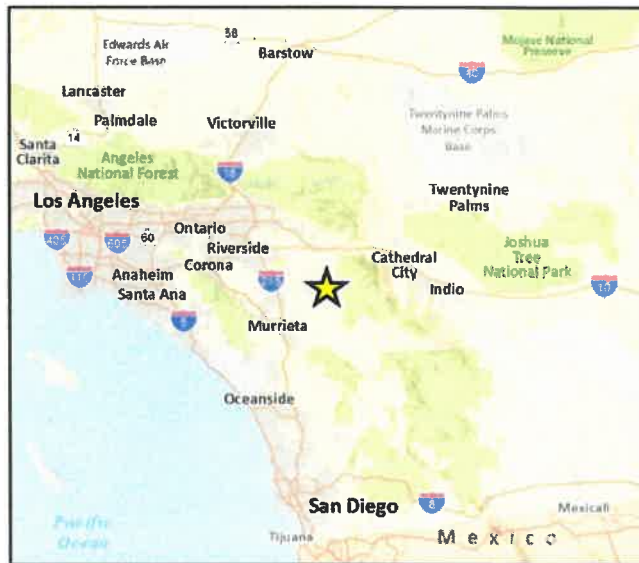 58
Edwards Air
Force Base
Barstow
Mojave National
Preserve
40
Lancaster
Palmdale
14
Victorville
Twentynine Palms
Marine Corps
Base
Santa
Clarita
Angeles
National Forest
15
Twentynine
Palms
Los Angeles
405
605
60
Ontario
Riverside
Corona
Cathedral
City
Joshua
Tree
National Park
110
Anaheim
Santa Ana
215
Indio
10
5
Murrieta
Oceanside
San Diego
8
Mexicali
Pacific
Ocean
Tijuana
Mexico